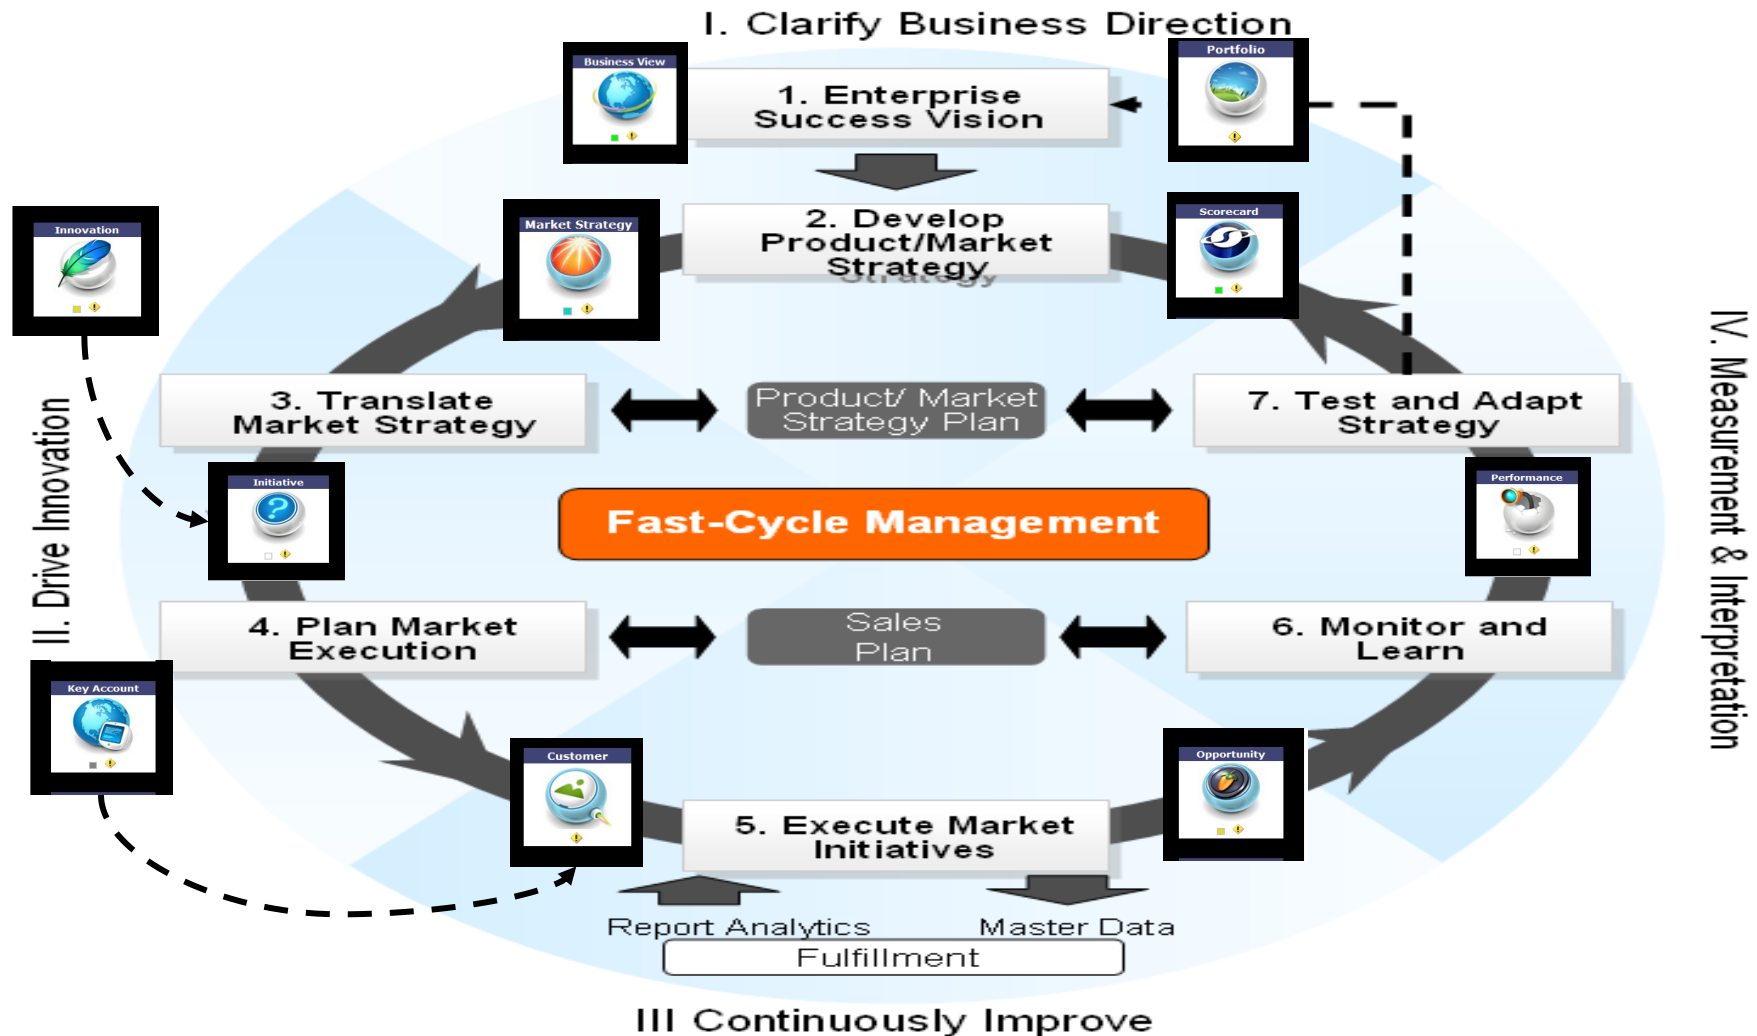 I. Clarify Business Direction
Business View
1. Enterprise
Success Vision
Portfolio
Innovation
Market Strategy
2. Develop
Product/Market
Strategy
Strategy
Scorecard
3. Translate
Market Strategy
Product/ Market
Strategy Plan
7. Test and Adapt
Strategy
II. Drive Innovation
Initiative
Fast-Cycle Management
Performance
IV. Measurement & Interpretation
4. Plan Market
Execution
Sales
Plan
6. Monitor and
Learn
Key Account
Customer
5. Execute Market
Initiatives
Opportunity
Report Analytics
Master Data
Fulfillment
III Continuously Improve